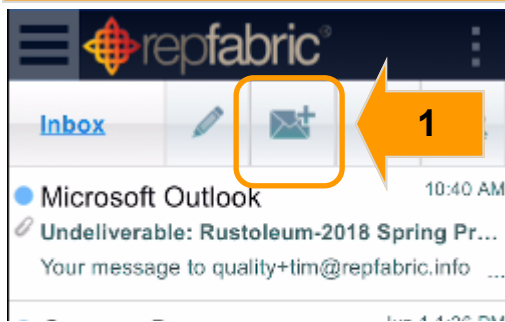 repfabric®
Inbox
1
Microsoft Outlook 10:40 AM
Undeliverable: Rustoleum-2018 Spring Pr...
Your message to quality+tim@repfabric.info ...